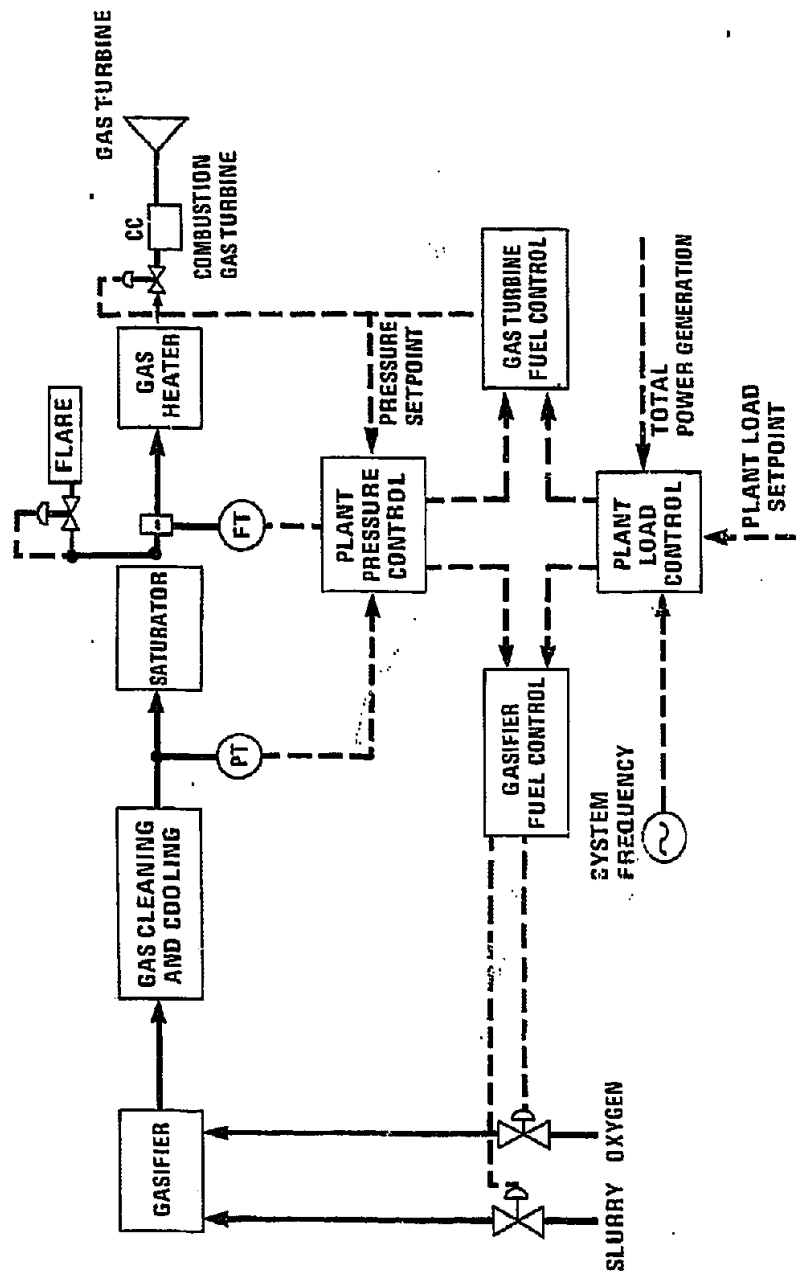 GASIFIER
GAS CLEANING
AND COOLING
SATURATOR
FLARE
GAS
HEATER
CC
COMBUSTION
GAS TURBINE
GAS TURBINE
PT
FT
PLANT
PRESSURE
CONTROL
PRESSURE
SETPOINT
GASIFIER
FUEL CONTROL
GAS TURBINE
FUEL CONTROL
SYSTEM
FREQUENCY
PLANT
LOAD
CONTROL
TOTAL
POWER GENERATION
PLANT LOAD
SETPOINT
SLURRY
OXYGEN